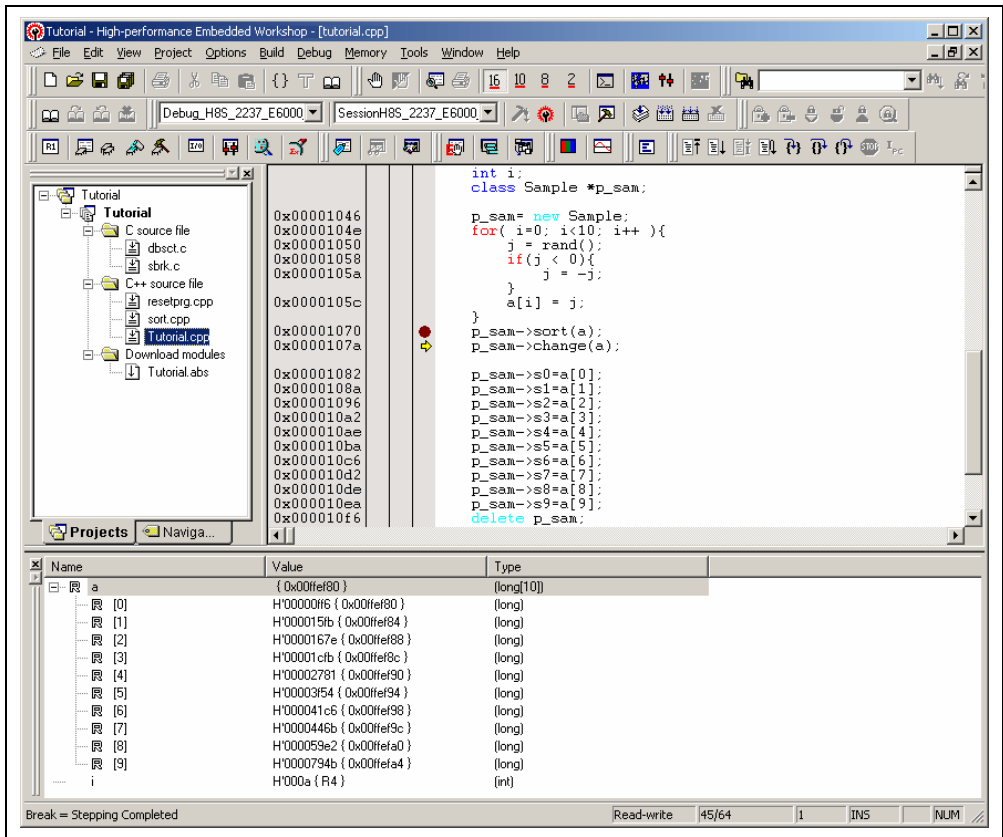 Tutorial - High-performance Embedded Workshop - [tutorial.cpp]
File Edit View Project Options Build Debug Memory Tools Window Help
16 10 8 2
Debug_H8S_2237_E6000 SessionH8S_2237_E6000
R1 I/O STOP IPC
Tutorial
Tutorial
C source file
dbsct.c
sbrk.c
C++ source file
resetprg.cpp
sort.cpp
Tutorial.cpp
Download modules
Tutorial.abs
Projects Naviga...
int i;
class Sample *p_sam;
0x00001046 p_sam= new Sample;
0x0000104e for( i=0; i<10; i++ ){
0x00001050 j = rand();
0x00001058 if(j < 0){
0x0000105a j = -j;
}
0x0000105c a[i] = j;
}
0x00001070 p_sam->sort(a);
0x0000107a p_sam->change(a);
0x00001082 p_sam->s0=a[0];
0x0000108a p_sam->s1=a[1];
0x00001096 p_sam->s2=a[2];
0x000010a2 p_sam->s3=a[3];
0x000010ae p_sam->s4=a[4];
0x000010ba p_sam->s5=a[5];
0x000010c6 p_sam->s6=a[6];
0x000010d2 p_sam->s7=a[7];
0x000010de p_sam->s8=a[8];
0x000010ea p_sam->s9=a[9];
0x000010f6 delete p_sam;
Name Value Type
R a { 0x00ffef80 } (long[10])
R [0] H'00000ff6 { 0x00ffef80 } (long)
R [1] H'000015fb { 0x00ffef84 } (long)
R [2] H'0000167e { 0x00ffef88 } (long)
R [3] H'00001cfb { 0x00ffef8c } (long)
R [4] H'00002781 { 0x00ffef90 } (long)
R [5] H'00003f54 { 0x00ffef94 } (long)
R [6] H'000041c6 { 0x00ffef98 } (long)
R [7] H'0000446b { 0x00ffef9c } (long)
R [8] H'000059e2 { 0x00ffefa0 } (long)
R [9] H'0000794b { 0x00ffefa4 } (long)
i H'000a { R4 } (int)
Break = Stepping Completed Read-write 45/64 1 INS NUM